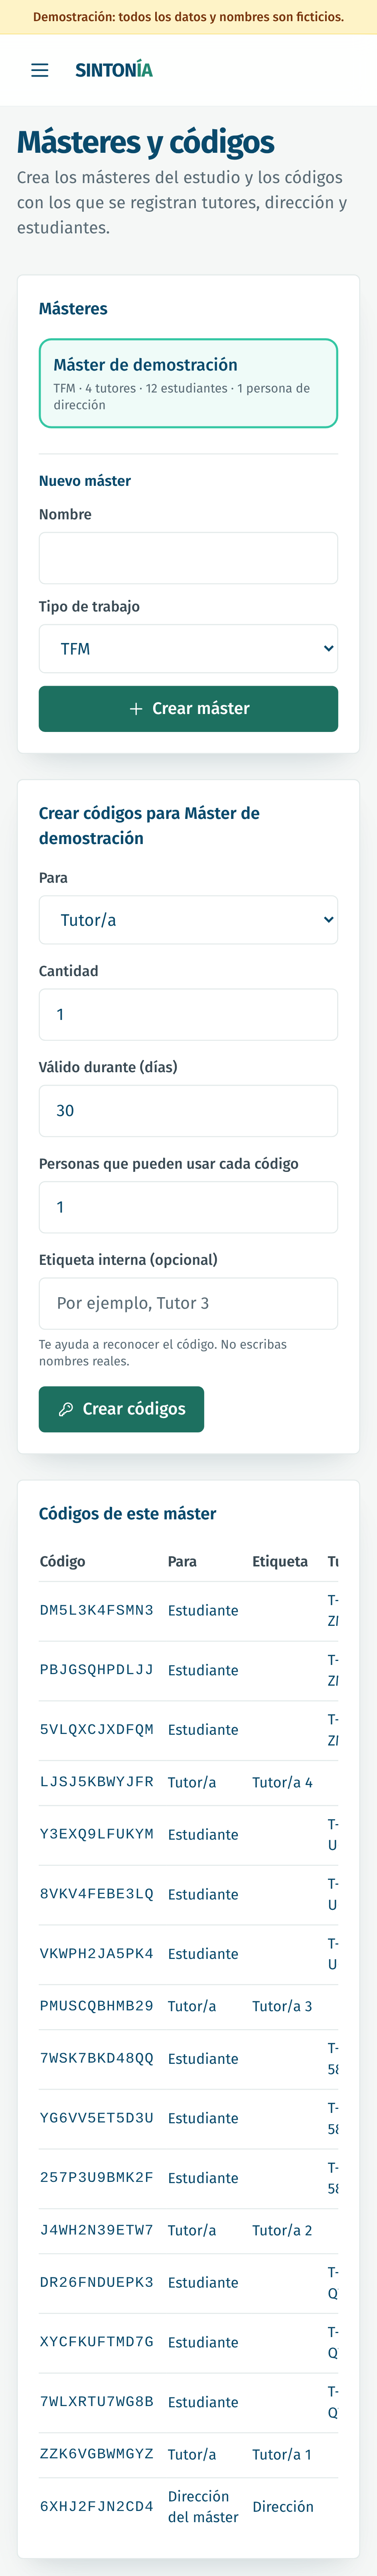 Demostración: todos los datos y nombres son ficticios.
SINTONÍA
Másteres y códigos
Crea los másteres del estudio y los códigos
con los que se registran tutores, dirección y
estudiantes.
Másteres
Máster de demostración
TFM · 4 tutores · 12 estudiantes · 1 persona de
dirección
Nuevo máster
Nombre
Tipo de trabajo
TFM
Crear máster
Crear códigos para Máster de
demostración
Para
Tutor/a
Cantidad
1
Válido durante (días)
30
Personas que pueden usar cada código
1
Etiqueta interna (opcional)
Por ejemplo, Tutor 3
Te ayuda a reconocer el código. No escribas
nombres reales.
Crear códigos
Códigos de este máster
Código Para Etiqueta
DM5L3K4FSMN3 Estudiante T-
PBJGSQHPDLJJ Estudiante T-
5VLQXCJXDFQM Estudiante T-
LJSJ5KBWYJFR Tutor/a Tutor/a 4
Y3EXQ9LFUKYM Estudiante T-
U
8VKV4FEBE3LQ Estudiante T-
U
VKWPH2JA5PK4 Estudiante T-
U
PMUSCQBHMB29 Tutor/a Tutor/a 3
7WSK7BKD48QQ Estudiante T-
58
YG6VV5ET5D3U Estudiante T-
58
257P3U9BMK2F Estudiante T-
58
J4WH2N39ETW7 Tutor/a Tutor/a 2
DR26FNDUEPK3 Estudiante T-
Q
XYCFKUFTMD7G Estudiante T-
Q
7WLXRTU7WG8B Estudiante T-
Q
ZZK6VGBWMGYZ Tutor/a Tutor/a 1
6XHJ2FJN2CD4 Dirección
del máster Dirección